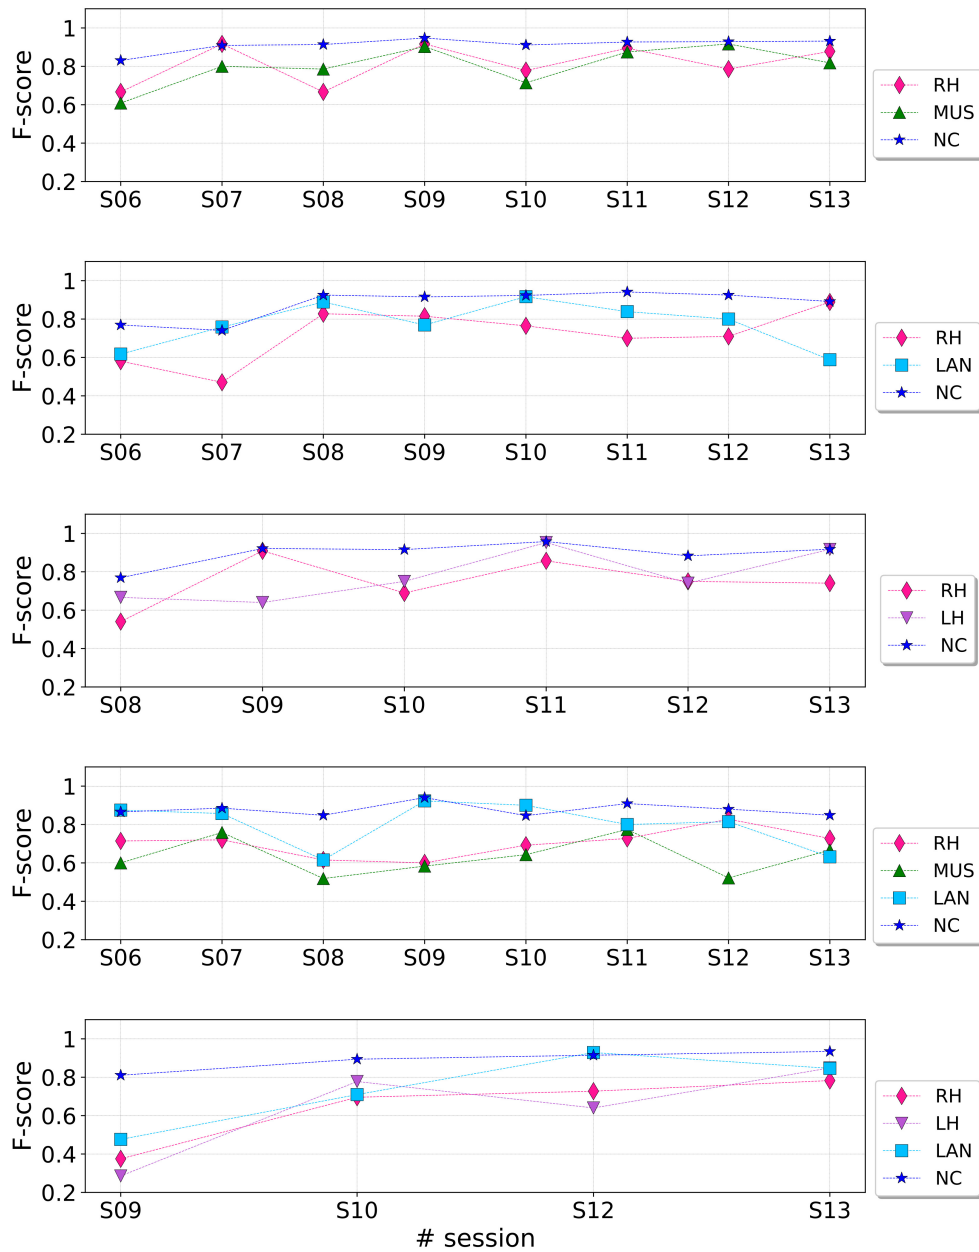 1
0.8
0.6
0.4
0.2
F-score
S06 S07 S08 S09 S10 S11 S12 S13
RH
MUS
NC
1
0.8
0.6
0.4
0.2
F-score
S06 S07 S08 S09 S10 S11 S12 S13
RH
LAN
NC
1
0.8
0.6
0.4
0.2
F-score
S08 S09 S10 S11 S12 S13
RH
LH
NC
1
0.8
0.6
0.4
0.2
F-score
S06 S07 S08 S09 S10 S11 S12 S13
RH
MUS
LAN
NC
1
0.8
0.6
0.4
0.2
F-score
S09 S10 S12 S13
# session
RH
LH
LAN
NC